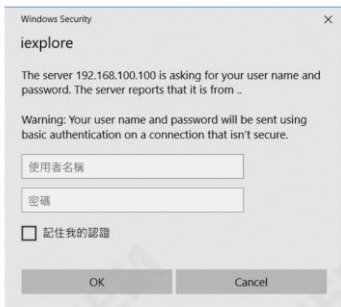 Windows Security
iexplore
The server 192.168.100.100 is asking for your user name and
password. The server reports that it is from ..
Warning: Your user name and password will be sent using
basic authentication on a connection that isn't secure.
使用者名稱
密碼
記住我的認證
OK Cancel